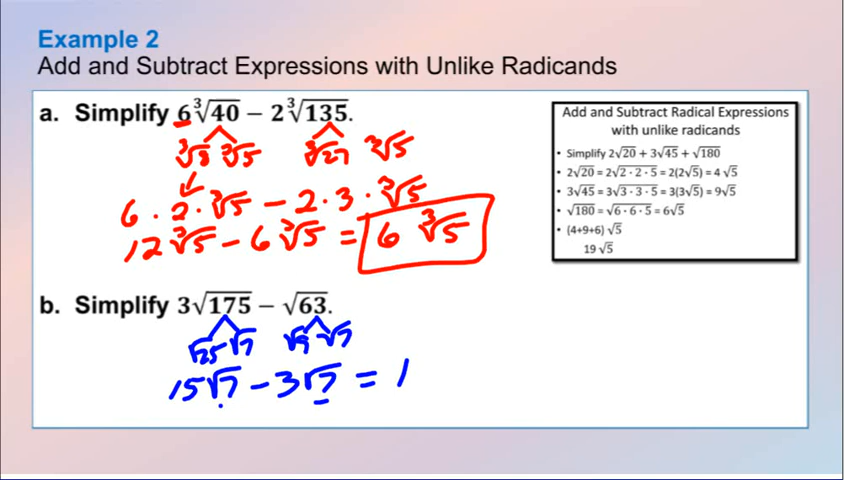 Example 2
Add and Subtract Expressions with Unlike Radicands
a. Simplify 6∛40 − 2∛135.
∛8 ∛5 ∛27 ∛5
6 · 2 · ∛5 − 2 · 3 · ∛5
12∛5 − 6∛5 = 6∛5
b. Simplify 3√175 − √63.
√25 √7 √9 √7
15√7 − 3√7 = 1
Add and Subtract Radical Expressions
with unlike radicands
• Simplify 2√20 + 3√45 + √180
• 2√20 = 2√2 · 2 · 5 = 2(2√5) = 4 √5
• 3√45 = 3√3 · 3 · 5 = 3(3√5) = 9√5
• √180 = √6 · 6 · 5 = 6√5
• (4+9+6) √5
19 √5